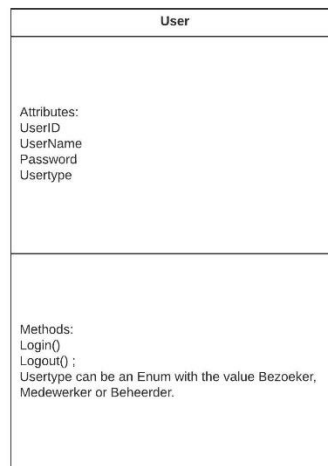 User
Attributes:
UserID
UserName
Password
Usertype
Methods:
Login()
Logout() ;
Usertype can be an Enum with the value Bezoeker,
Medewerker or Beheerder.